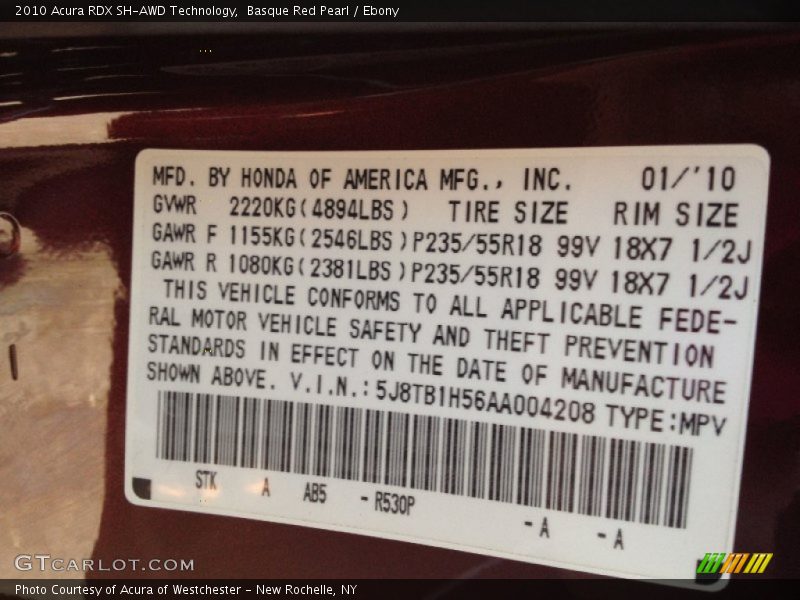 2010 Acura RDX SH-AWD Technology,  Basque Red Pearl / Ebony
MFD. BY HONDA OF AMERICA MFG., INC. 01/'10
GVWR 2220KG(4894LBS) TIRE SIZE RIM SIZE
GAWR F 1155KG(2546LBS)P235/55R18 99V 18X7 1/2J
GAWR R 1080KG(2381LBS)P235/55R18 99V 18X7 1/2J
THIS VEHICLE CONFORMS TO ALL APPLICABLE FEDE-
RAL MOTOR VEHICLE SAFETY AND THEFT PREVENTION
STANDARDS IN EFFECT ON THE DATE OF MANUFACTURE
SHOWN ABOVE. V.I.N.:5J8TB1H56AA004208 TYPE:MPV
STK A AB5 -R530P -A -A
GTCARLOT.COM
Photo Courtesy of Acura of Westchester - New Rochelle, NY